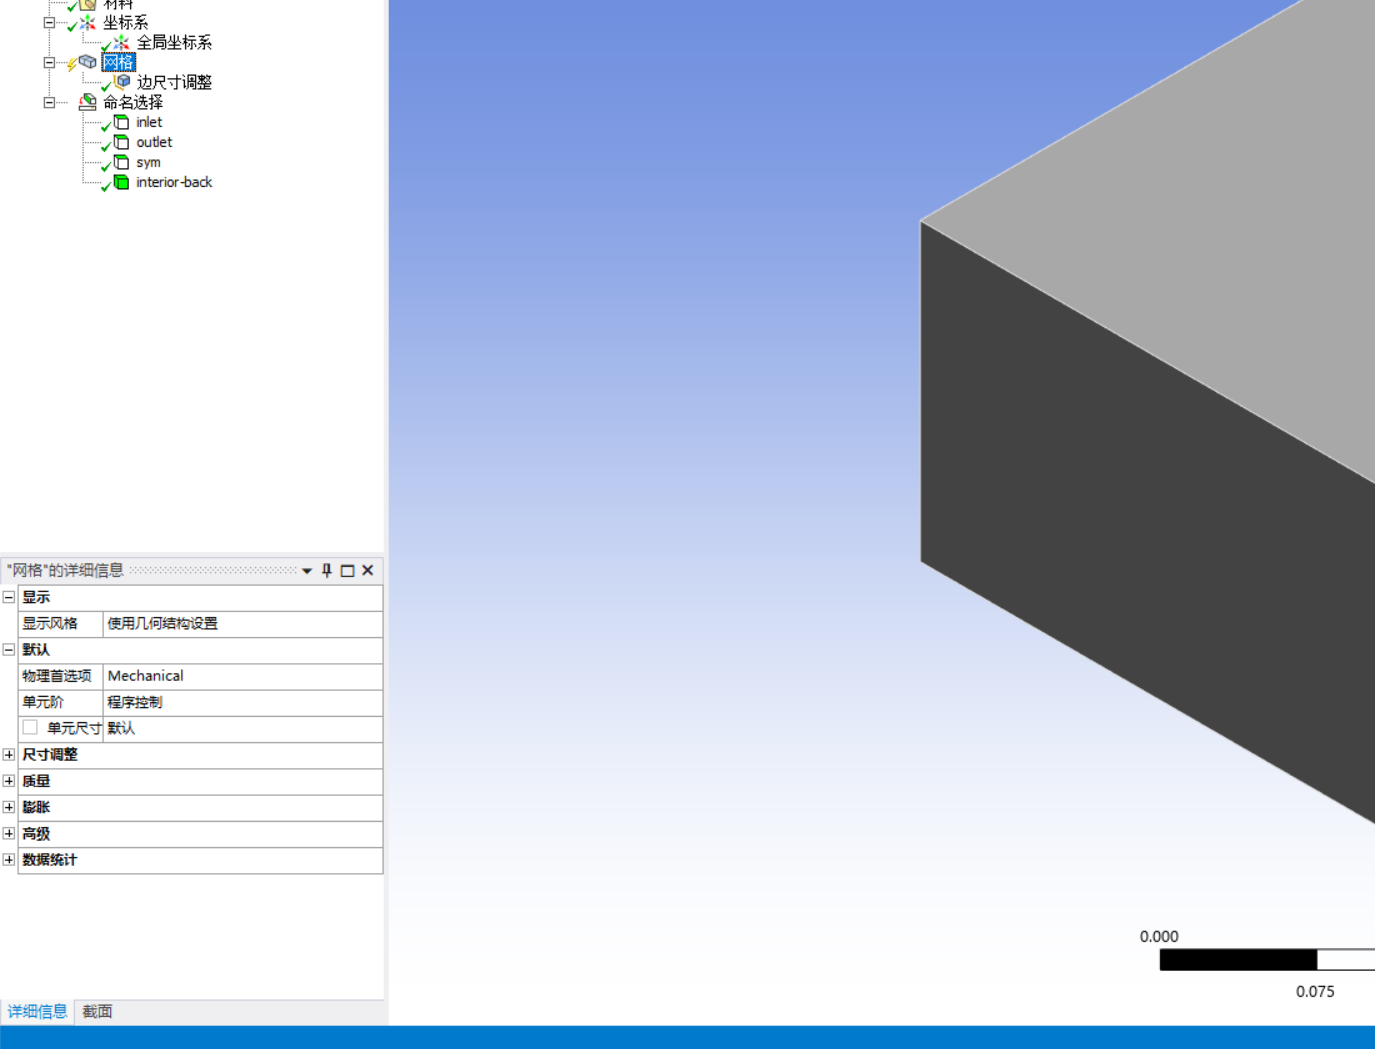 材料
坐标系
全局坐标系
网格
边尺寸调整
命名选择
inlet
outlet
sym
interior-back
"网格"的详细信息
显示
显示风格 使用几何结构设置
默认
物理首选项 Mechanical
单元阶 程序控制
单元尺寸 默认
尺寸调整
质量
膨胀
高级
数据统计
0.000
0.075
详细信息 截面